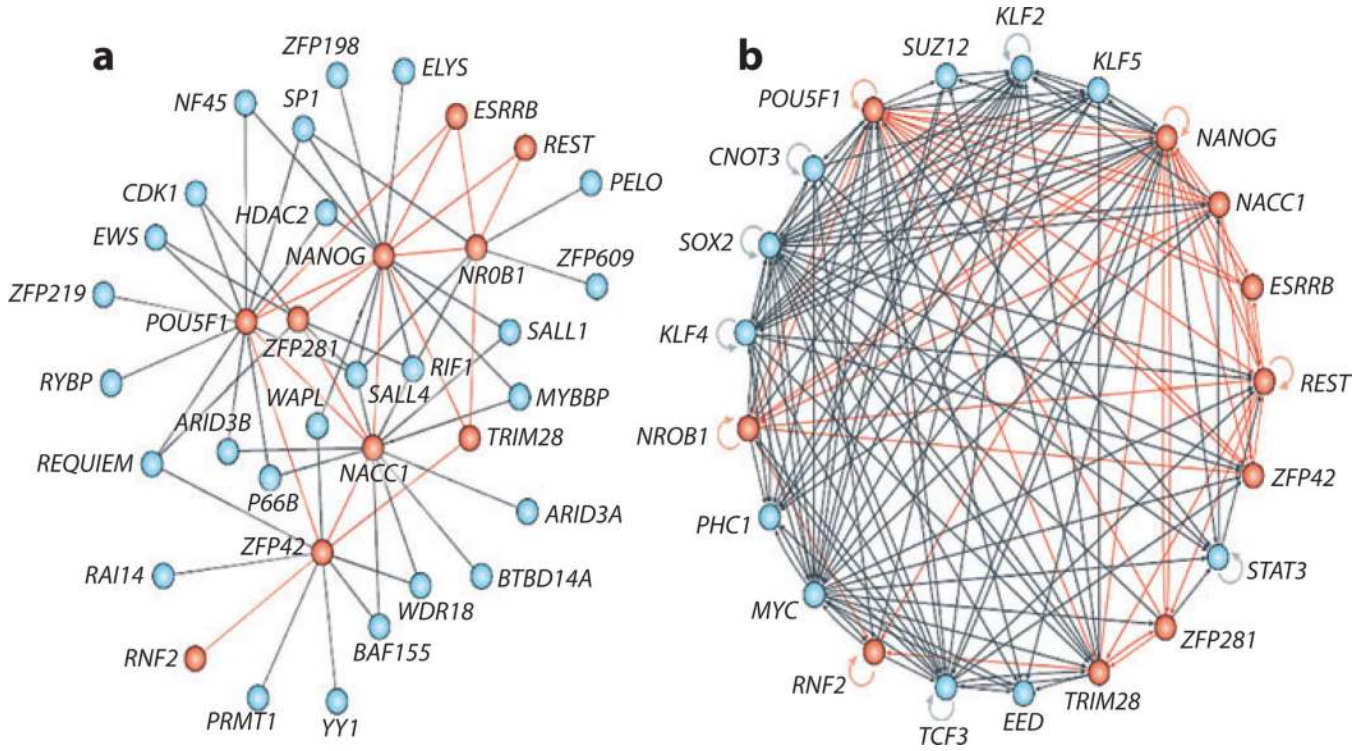 a
ZFP198
ELYS
NF45
SP1
ESRRB
REST
PELO
CDK1
HDAC2
EWS
NANOG
NR0B1
ZFP609
ZFP219
POU5F1
ZFP281
SALL1
RYBP
WAPL
SALL4
RIF1
MYBBP
ARID3B
TRIM28
REQUIEM
NACC1
P66B
ARID3A
ZFP42
RAI14
BTBD14A
WDR18
BAF155
RNF2
PRMT1
YY1
b
KLF2
SUZ12
KLF5
POU5F1
NANOG
CNOT3
NACC1
SOX2
ESRRB
KLF4
REST
NROB1
ZFP42
PHC1
STAT3
MYC
ZFP281
RNF2
TRIM28
EED
TCF3